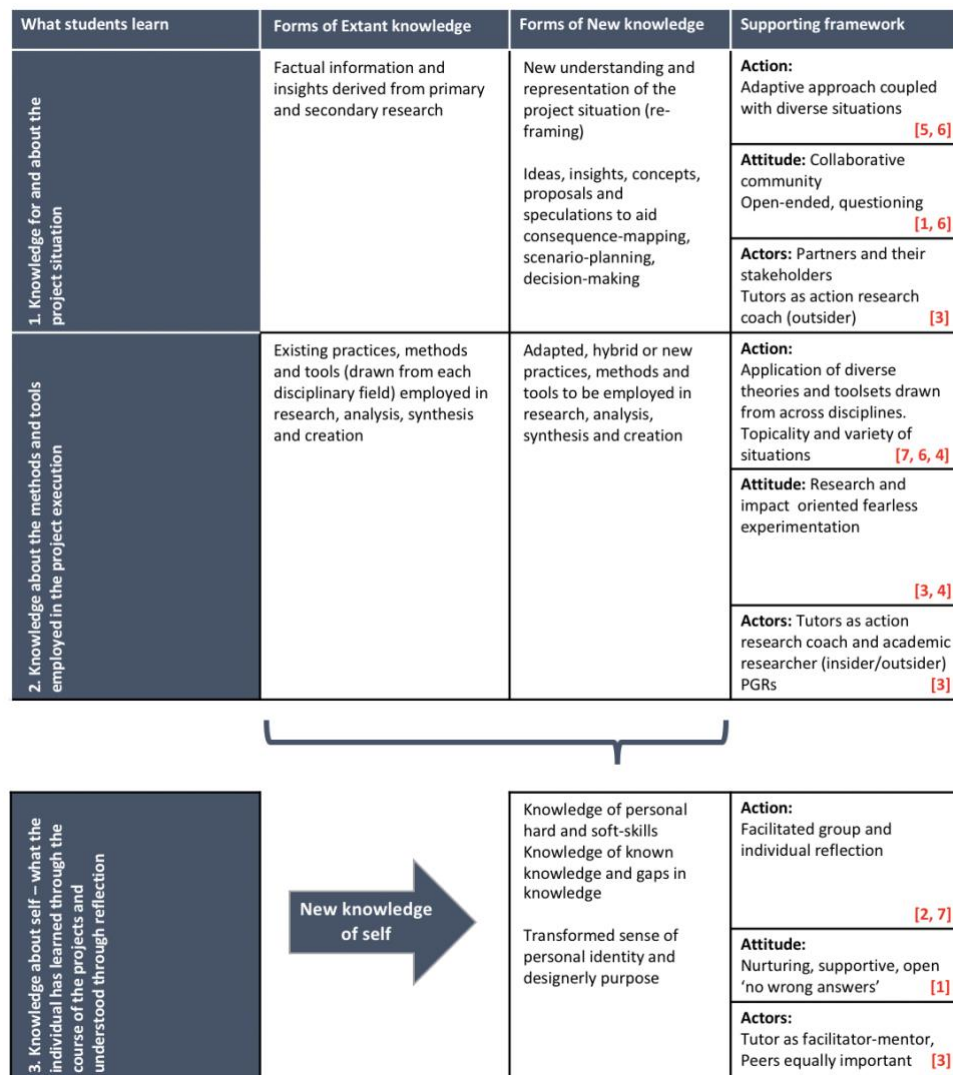 What students learn
Forms of Extant knowledge
Forms of New knowledge
Supporting framework
1. Knowledge for and about the
project situation
Factual information and
insights derived from primary
and secondary research
New understanding and
representation of the
project situation (re-
framing)
Ideas, insights, concepts,
proposals and
speculations to aid
consequence-mapping,
scenario-planning,
decision-making
Action:
Adaptive approach coupled
with diverse situations
[5, 6]
Attitude: Collaborative
community
Open-ended, questioning
[1, 6]
Actors: Partners and their
stakeholders
Tutors as action research
coach (outsider) [3]
2. Knowledge about the methods and tools
employed in the project execution
Existing practices, methods
and tools (drawn from each
disciplinary field) employed in
research, analysis, synthesis
and creation
Adapted, hybrid or new
practices, methods and
tools to be employed in
research, analysis,
synthesis and creation
Action:
Application of diverse
theories and toolsets drawn
from across disciplines.
Topicality and variety of
situations [7, 6, 4]
Attitude: Research and
impact oriented fearless
experimentation
[3, 4]
Actors: Tutors as action
research coach and academic
researcher (insider/outsider)
PGRs [3]
3. Knowledge about self – what the
individual has learned through the
course of the projects and
understood through reflection
New knowledge
of self
Knowledge of personal
hard and soft-skills
Knowledge of known
knowledge and gaps in
knowledge
Transformed sense of
personal identity and
designerly purpose
Action:
Facilitated group and
individual reflection
[2, 7]
Attitude:
Nurturing, supportive, open
‘no wrong answers’ [1]
Actors:
Tutor as facilitator-mentor,
Peers equally important [3]